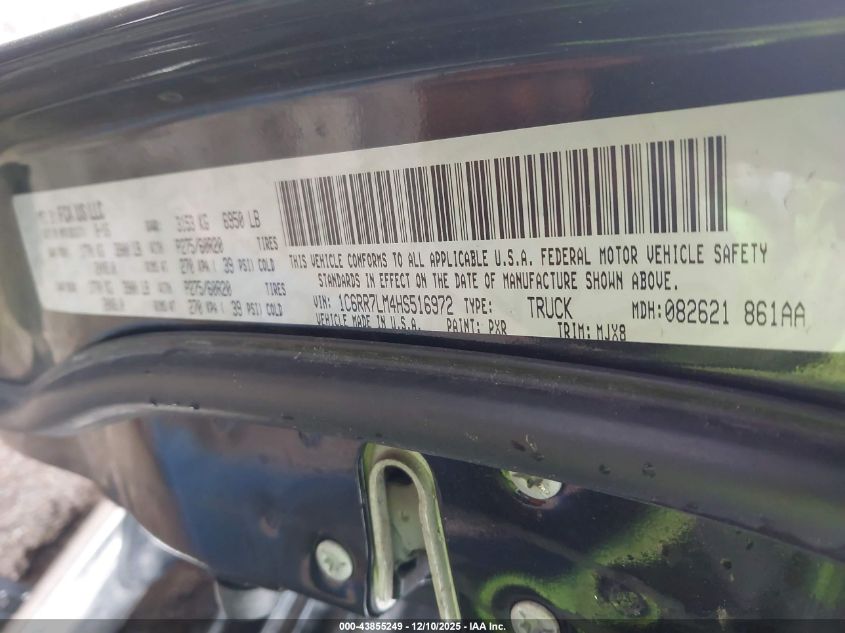 FCA US LLC
3153 KG 6950 LB
P275/60R20 TIRES
270 KPA ( 39 PSI) COLD
P275/60R20 TIRES
270 KPA ( 39 PSI) COLD
THIS VEHICLE CONFORMS TO ALL APPLICABLE U.S.A. FEDERAL MOTOR VEHICLE SAFETY
STANDARDS IN EFFECT ON THE DATE OF MANUFACTURE SHOWN ABOVE.
VIN: 1C6RR7LM4HS516972 TYPE: TRUCK MDH:082621 861AA
VEHICLE MADE IN U.S.A. PAINT: PXR TRIM: MJX8
000-43855249 - 12/10/2025 - IAA Inc.